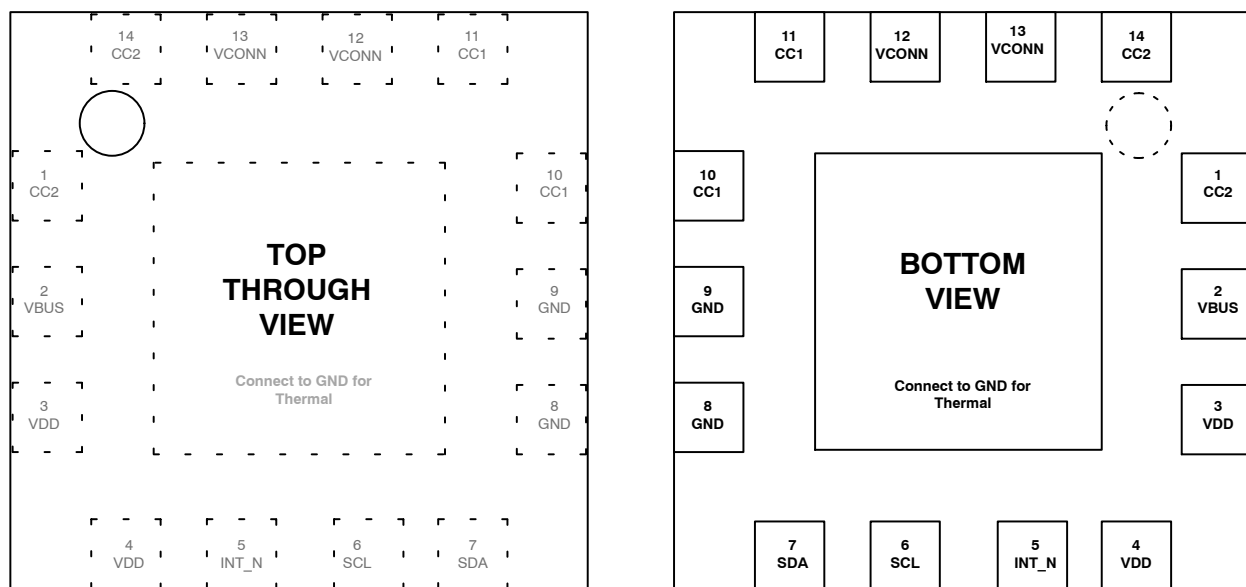 14
CC2
13
VCONN
12
VCONN
11
CC1
1
CC2
10
CC1
2
VBUS
9
GND
3
VDD
8
GND
TOP
THROUGH
VIEW
Connect to GND for
Thermal
4
VDD
5
INT_N
6
SCL
7
SDA
11
CC1
12
VCONN
13
VCONN
14
CC2
10
CC1
1
CC2
9
GND
2
VBUS
8
GND
3
VDD
BOTTOM
VIEW
Connect to GND for
Thermal
7
SDA
6
SCL
5
INT_N
4
VDD